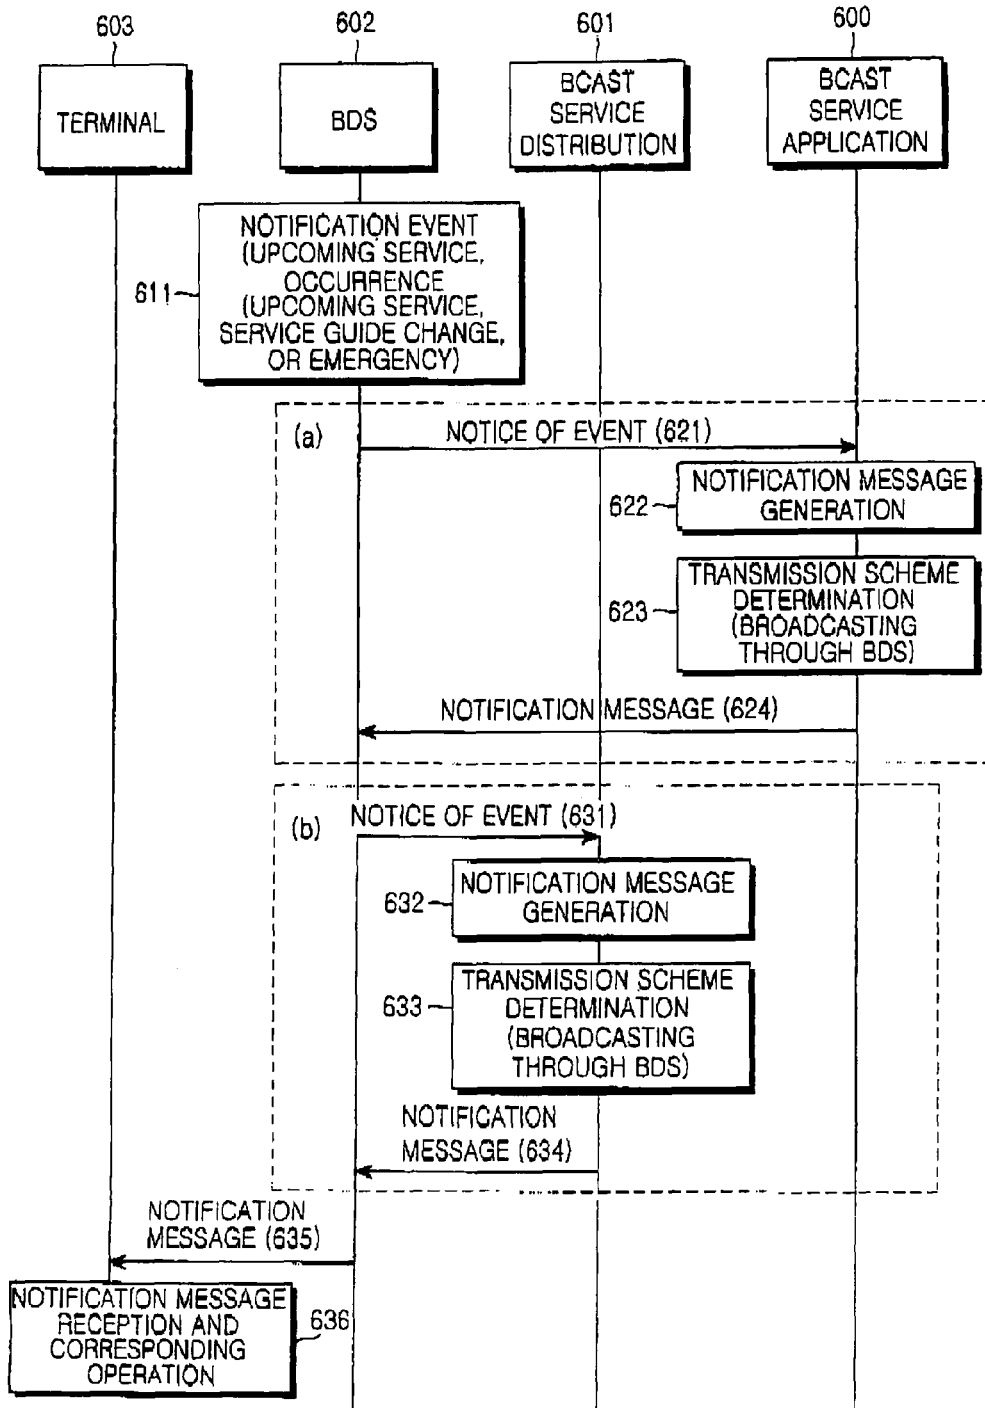 603
602
601
600
TERMINAL
BDS
BCAST
SERVICE
DISTRIBUTION
BCAST
SERVICE
APPLICATION
611
NOTIFICATION EVENT
(UPCOMING SERVICE,
OCCURRENCE
(UPCOMING SERVICE,
SERVICE GUIDE CHANGE,
OR EMERGENCY)
(a)
NOTICE OF EVENT (621)
622
NOTIFICATION MESSAGE
GENERATION
623
TRANSMISSION SCHEME
DETERMINATION
(BROADCASTING
THROUGH BDS)
NOTIFICATION MESSAGE (624)
(b)
NOTICE OF EVENT (631)
632
NOTIFICATION MESSAGE
GENERATION
633
TRANSMISSION SCHEME
DETERMINATION
(BROADCASTING
THROUGH BDS)
NOTIFICATION
MESSAGE (634)
NOTIFICATION
MESSAGE (635)
NOTIFICATION MESSAGE
RECEPTION AND
CORRESPONDING
OPERATION
636